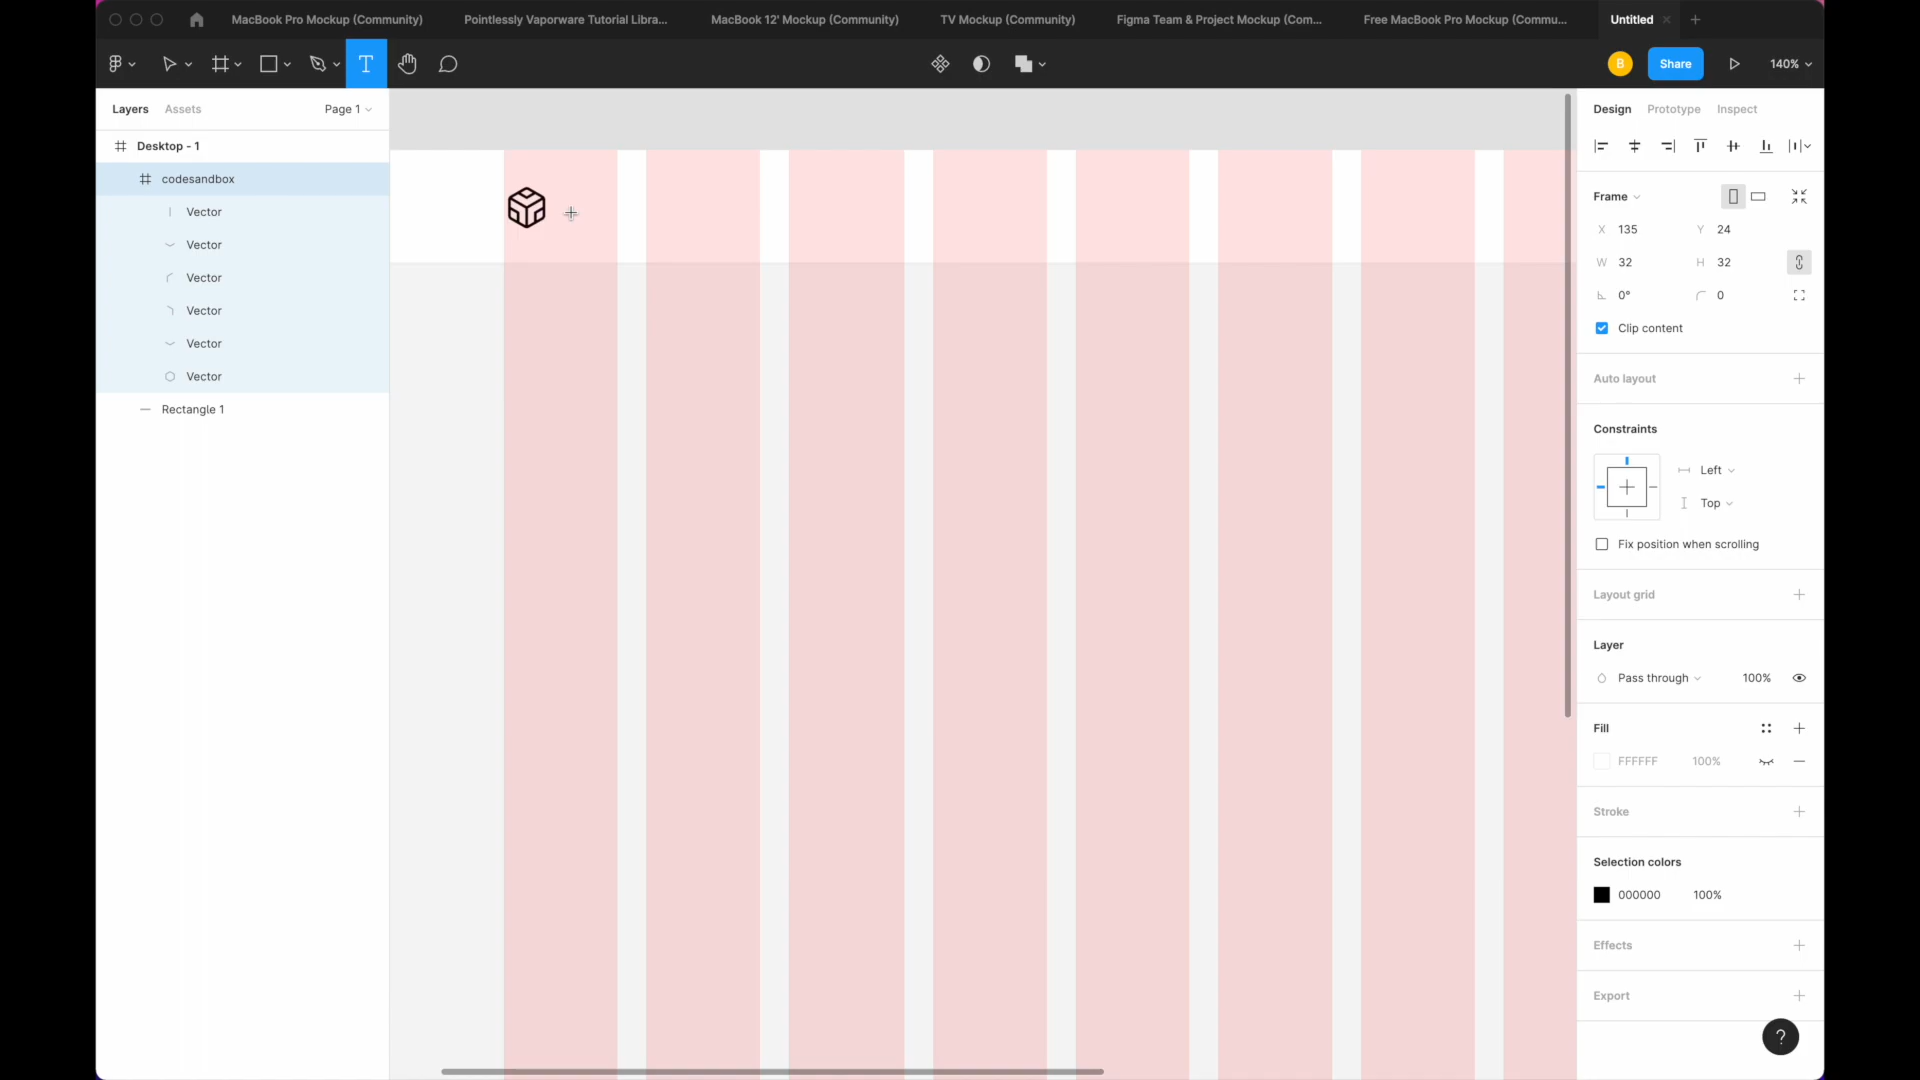 MacBook Pro Mockup (Community)
Pointlessly Vaporware Tutorial Libra...
MacBook 12' Mockup (Community)
TV Mockup (Community)
Figma Team & Project Mockup (Com...
Free MacBook Pro Mockup (Commu...
Untitled
T
B
Share
140%
Layers
Assets
Page 1
Desktop - 1
codesandbox
Vector
Vector
Vector
Vector
Vector
Vector
Rectangle 1
Design
Prototype
Inspect
Frame
X 135
Y 24
W 32
H 32
0°
0
Clip content
Auto layout
Constraints
Left
Top
Fix position when scrolling
Layout grid
Layer
Pass through
100%
Fill
FFFFFF
100%
Stroke
Selection colors
000000
100%
Effects
Export
?